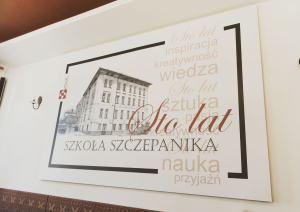 Sto lat
inspiracja
kreatywność
wiedza
Sto lat
sztuka
Sto lat
SZKOŁA SZCZEPANIKA
nauka
przyjaźń